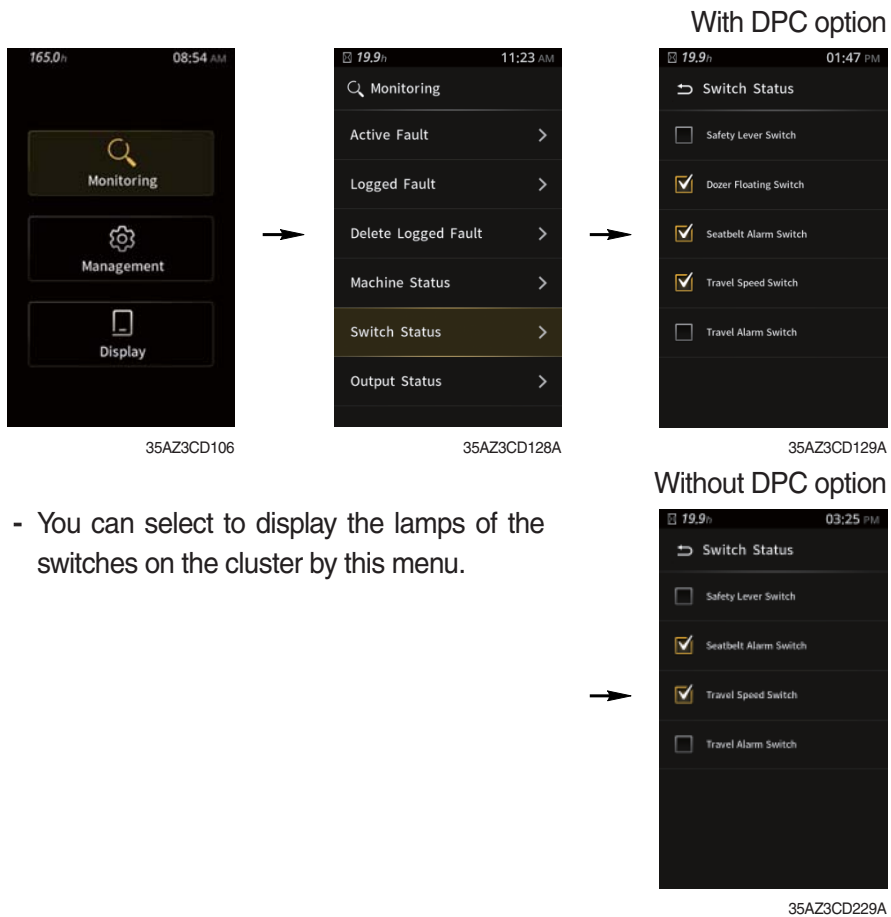 With DPC option
165.0h 08:54 AM
Monitoring
Management
Display
35AZ3CD106
19.9h 11:23 AM
Monitoring
Active Fault
Logged Fault
Delete Logged Fault
Machine Status
Switch Status
Output Status
35AZ3CD128A
19.9h 01:47 PM
Switch Status
Safety Lever Switch
Dozer Floating Switch
Seatbelt Alarm Switch
Travel Speed Switch
Travel Alarm Switch
35AZ3CD129A
- You can select to display the lamps of the
switches on the cluster by this menu.
Without DPC option
19.9h 03:25 PM
Switch Status
Safety Lever Switch
Seatbelt Alarm Switch
Travel Speed Switch
Travel Alarm Switch
35AZ3CD229A